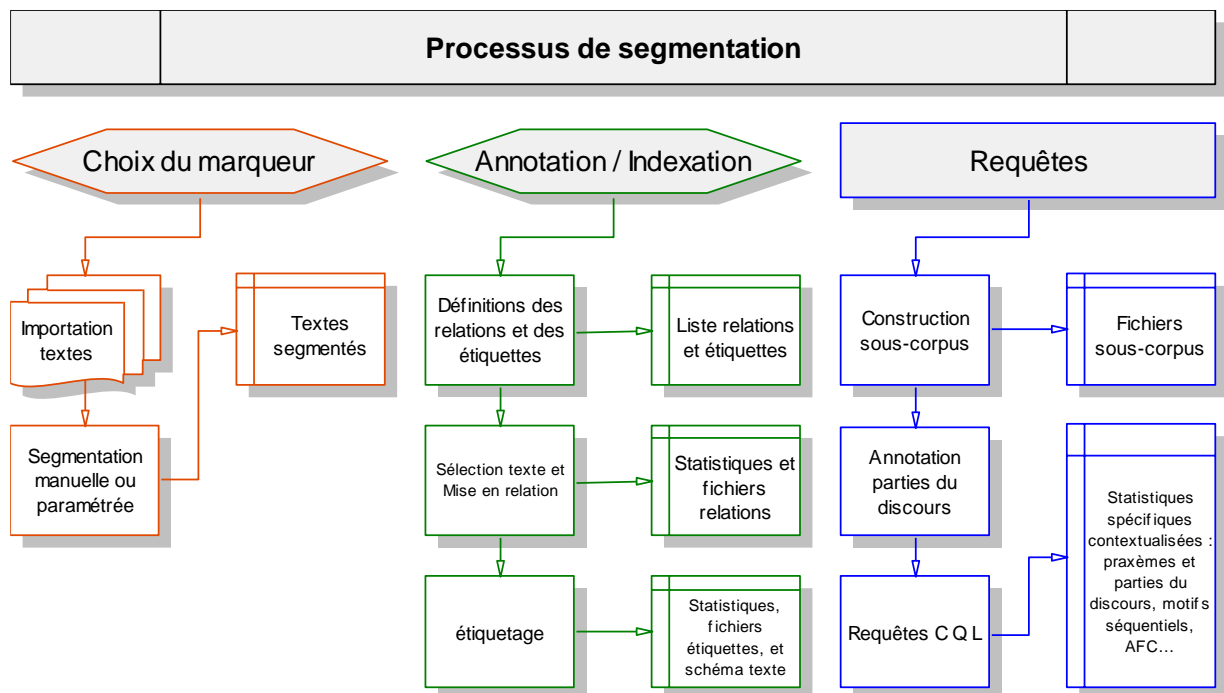 Processus de segmentation
Choix du marqueur
Importation
textes
Textes
segmentés
Segmentation
manuelle ou
paramétrée
Annotation / Indexation
Définitions des
relations et des
étiquettes
Liste relations
et étiquettes
Sélection texte et
Mise en relation
Statistiques et
fichiers
relations
étiquetage
Statistiques,
fichiers
étiquettes, et
schéma texte
Requêtes
Construction
sous-corpus
Fichiers
sous-corpus
Annotation
parties du
discours
Requêtes CQL
Statistiques
spécifiques
contextualisées :
praxèmes et
parties du
discours, motifs
séquentiels,
AFC…